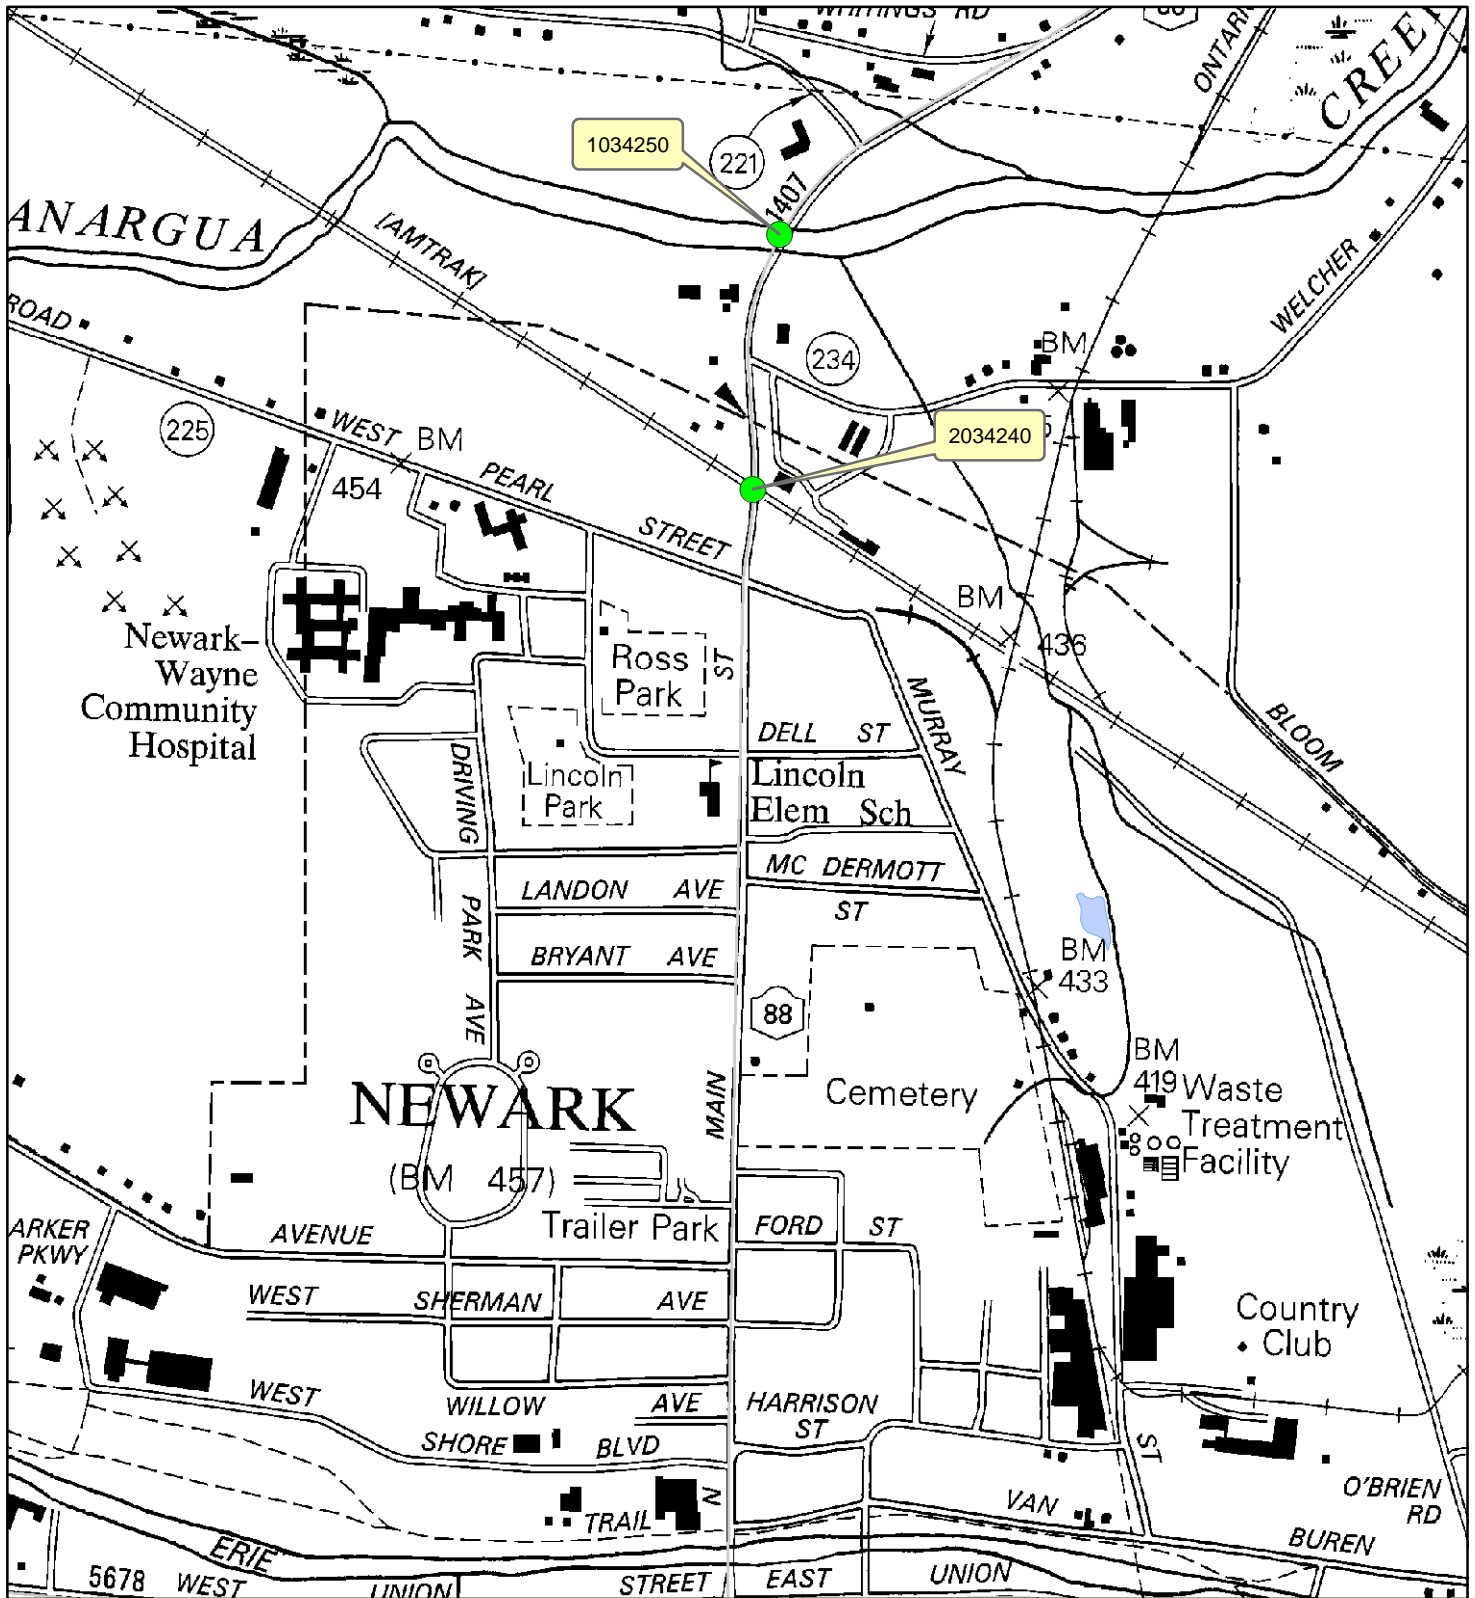 WHITINGS RD
88
ONTARIO
CREEK
1034250
221
1407
ANARGUA
(AMTRAK)
WELCHER
ROAD
BM
234
225
WEST
BM
2034240
454
PEARL
STREET
BM
436
Newark–
Wayne
Community
Hospital
Ross
Park
ST
MURRAY
BLOOM
DELL ST
DRIVING
Lincoln
Park
Lincoln
Elem Sch
MC DERMOTT
ST
LANDON AVE
PARK
BRYANT AVE
BM
433
AVE
88
BM
419
Waste
Treatment
Facility
Cemetery
NEWARK
MAIN
(BM 457)
Trailer Park
FORD ST
ARKER
PKWY
AVENUE
WEST SHERMAN AVE
Country
Club
WEST
WILLOW AVE
HARRISON
ST
SHORE BLVD
ST
N
O'BRIEN
RD
VAN
TRAIL
BUREN
ERIE
5678
WEST
UNION
STREET
EAST
UNION